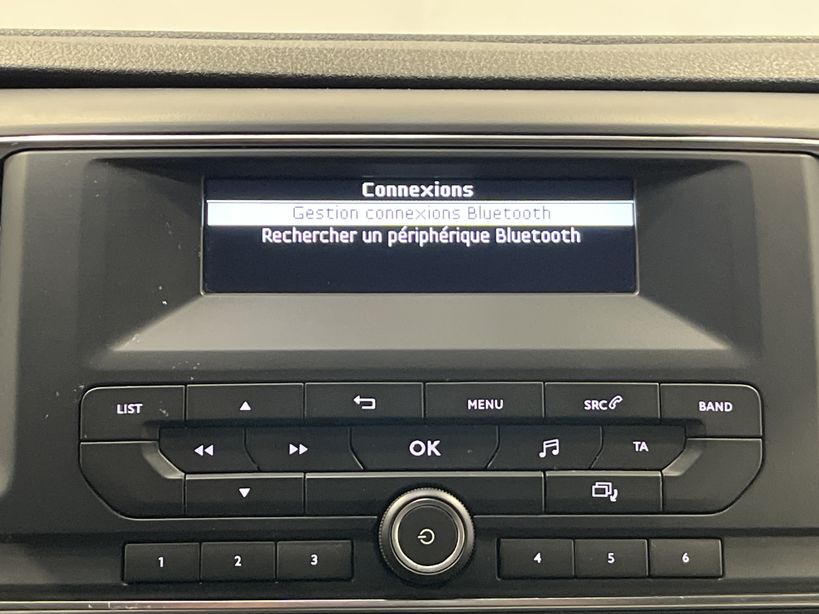 Connexions
Gestion connexions Bluetooth
Rechercher un périphérique Bluetooth
LIST
MENU
SRC
BAND
OK
TA
1
2
3
4
5
6